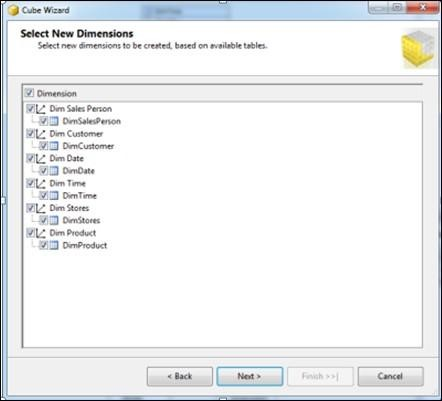 Cube Wizard
Select New Dimensions
Select new dimensions to be created, based on available tables.
Dimension
Dim Sales Person
DimSalesPerson
Dim Customer
DimCustomer
Dim Date
DimDate
Dim Time
DimTime
Dim Stores
DimStores
Dim Product
DimProduct
< Back Next > Finish >>| Cancel